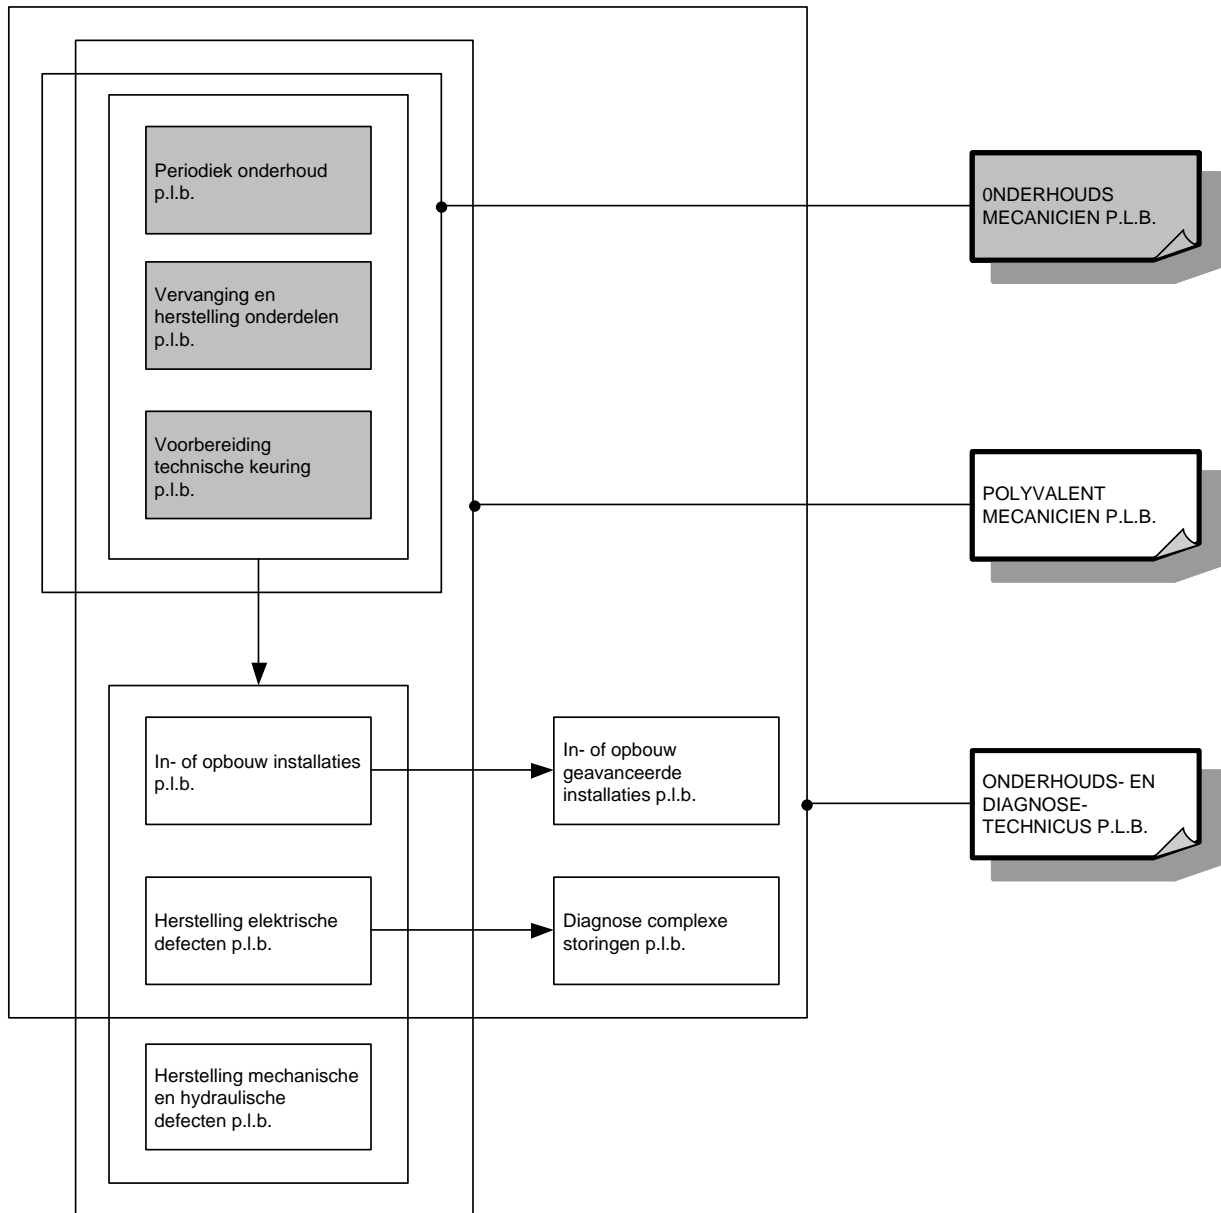 Periodiek onderhoud
p.l.b.
Vervanging en
herstelling onderdelen
p.l.b.
Voorbereiding
technische keuring
p.l.b.
In- of opbouw installaties
p.l.b.
Herstelling elektrische
defecten p.l.b.
Herstelling mechanische
en hydraulische
defecten p.l.b.
In- of opbouw
geavanceerde
installaties p.l.b.
Diagnose complexe
storingen p.l.b.
0NDERHOUDS
MECANICIEN P.L.B.
POLYVALENT
MECANICIEN P.L.B.
ONDERHOUDS- EN
DIAGNOSE-
TECHNICUS P.L.B.